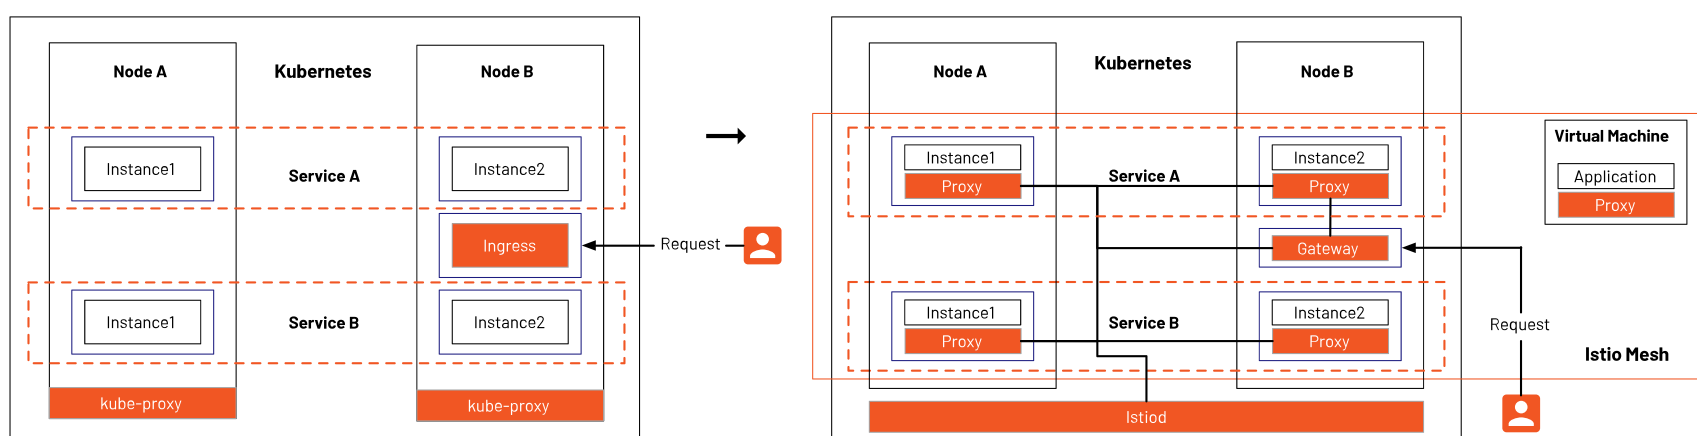 Node A
Kubernetes
Node B
Instance1
Service A
Instance2
Ingress
Request
Instance1
Service B
Instance2
kube-proxy
kube-proxy
Node A
Kubernetes
Node B
Instance1
Proxy
Service A
Instance2
Proxy
Gateway
Instance1
Proxy
Service B
Instance2
Proxy
Istiod
Virtual Machine
Application
Proxy
Request
Istio Mesh